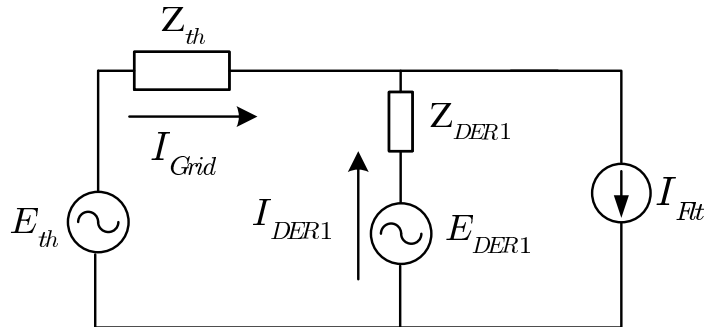 Z_th
I_Grid
Z_DER1
E_th
I_DER1
E_DER1
I_Flt